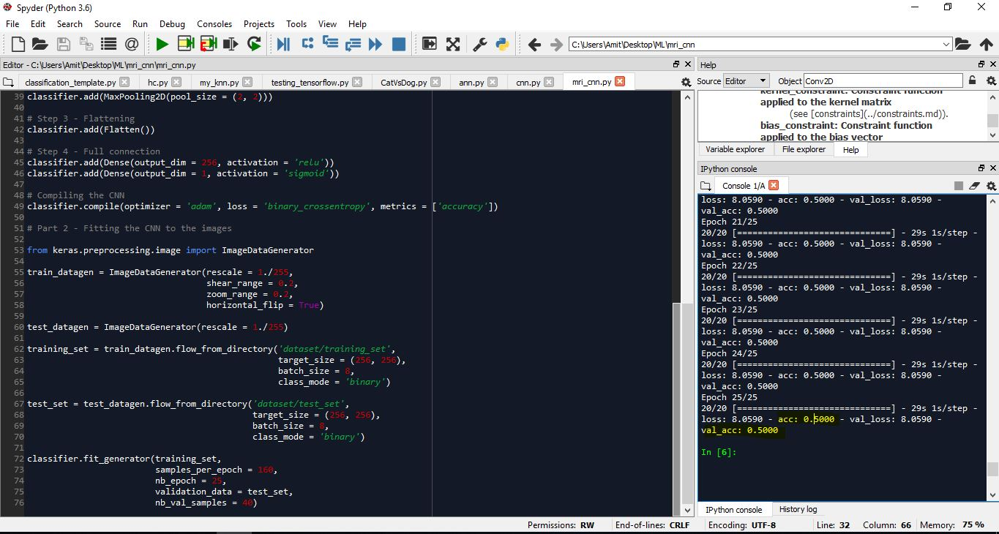 Spyder (Python 3.6)
File Edit Search Source Run Debug Consoles Projects Tools View Help
C:\Users\Amit\Desktop\ML\mri_cnn
Editor - C:\Users\Amit\Desktop\ML\mri_cnn\mri_cnn.py
classification_template.py hc.py my_knn.py testing_tensorflow.py CatVsDog.py ann.py cnn.py mri_cnn.py
39 classifier.add(MaxPooling2D(pool_size = (2, 2)))
40
41 # Step 3 - Flattening
42 classifier.add(Flatten())
43
44 # Step 4 - Full connection
45 classifier.add(Dense(output_dim = 256, activation = 'relu'))
46 classifier.add(Dense(output_dim = 1, activation = 'sigmoid'))
47
48 # Compiling the CNN
49 classifier.compile(optimizer = 'adam', loss = 'binary_crossentropy', metrics = ['accuracy'])
50
51 # Part 2 - Fitting the CNN to the images
52
53 from keras.preprocessing.image import ImageDataGenerator
54
55 train_datagen = ImageDataGenerator(rescale = 1./255,
56 shear_range = 0.2,
57 zoom_range = 0.2,
58 horizontal_flip = True)
59
60 test_datagen = ImageDataGenerator(rescale = 1./255)
61
62 training_set = train_datagen.flow_from_directory('dataset/training_set',
63 target_size = (256, 256),
64 batch_size = 8,
65 class_mode = 'binary')
66
67 test_set = test_datagen.flow_from_directory('dataset/test_set',
68 target_size = (256, 256),
69 batch_size = 8,
70 class_mode = 'binary')
71
72 classifier.fit_generator(training_set,
73 samples_per_epoch = 160,
74 nb_epoch = 25,
75 validation_data = test_set,
76 nb_val_samples = 40)
Help
Source Editor Object Conv2D
kernel_constraint: Constraint function
applied to the kernel matrix
(see [constraints](../constraints.md)).
bias_constraint: Constraint function
applied to the bias vector
Variable explorer File explorer Help
IPython console
Console 1/A
loss: 8.0590 - acc: 0.5000 - val_loss: 8.0590 -
val_acc: 0.5000
Epoch 21/25
20/20 [==============================] - 29s 1s/step -
loss: 8.0590 - acc: 0.5000 - val_loss: 8.0590 -
val_acc: 0.5000
Epoch 22/25
20/20 [==============================] - 29s 1s/step -
loss: 8.0590 - acc: 0.5000 - val_loss: 8.0590 -
val_acc: 0.5000
Epoch 23/25
20/20 [==============================] - 29s 1s/step -
loss: 8.0590 - acc: 0.5000 - val_loss: 8.0590 -
val_acc: 0.5000
Epoch 24/25
20/20 [==============================] - 29s 1s/step -
loss: 8.0590 - acc: 0.5000 - val_loss: 8.0590 -
val_acc: 0.5000
Epoch 25/25
20/20 [==============================] - 29s 1s/step -
loss: 8.0590 - acc: 0.5000 - val_loss: 8.0590 -
val_acc: 0.5000
In [6]:
IPython console History log
Permissions: RW End-of-lines: CRLF Encoding: UTF-8 Line: 32 Column: 66 Memory: 75 %